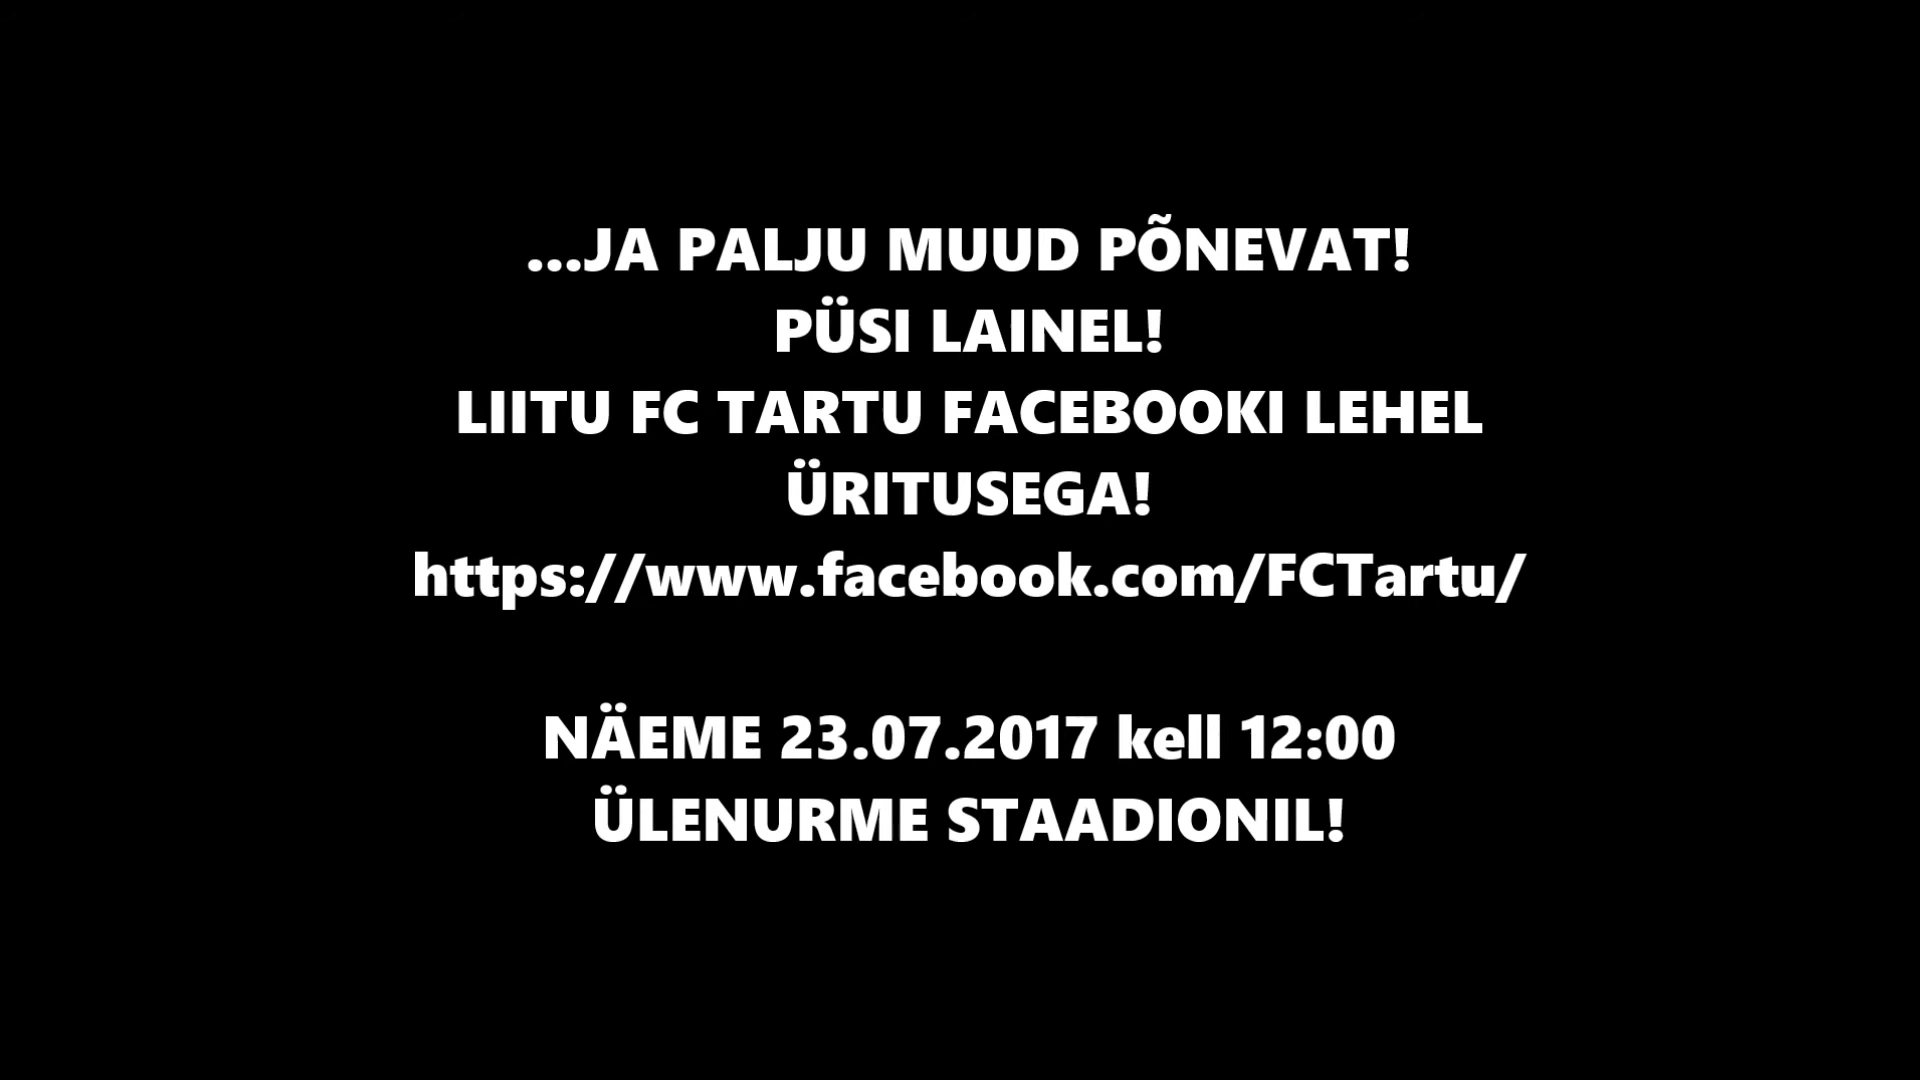 ...JA PALJU MUUD PÕNEVAT!
PÜSI LAINEL!
LIITU FC TARTU FACEBOOKI LEHEL
ÜRITUSEGA!
https://www.facebook.com/FCTartu/
NÄEME 23.07.2017 kell 12:00
ÜLENURME STAADIONIL!